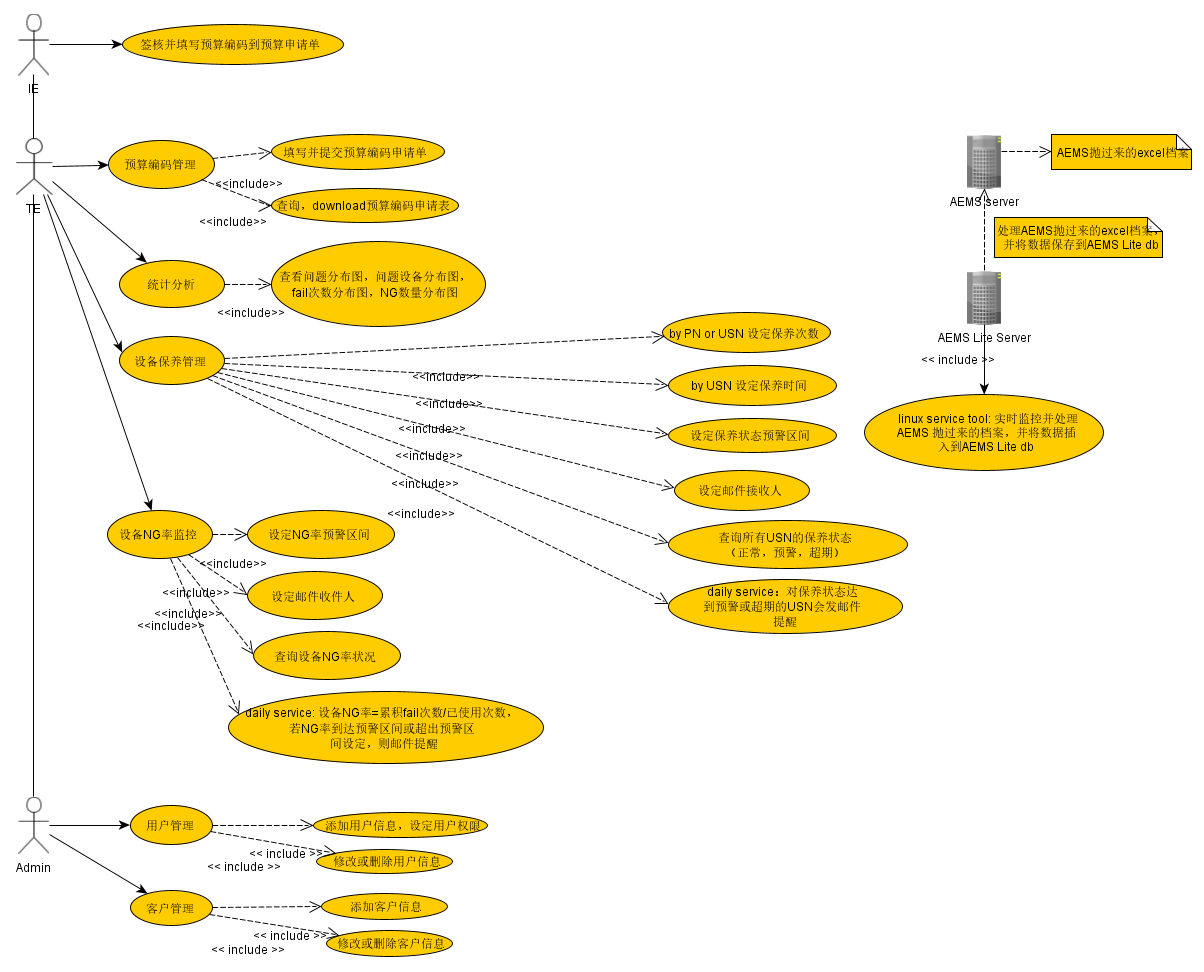 签核并填写预算编码到预算申请单
IE
预算编码管理
填写并提交预算编码申请单
<<include>>
查询，download预算编码申请表
<<include>>
TE
统计分析
查看问题分布图，问题设备分布图，
fail次数分布图，NG数量分布图
<<include>>
设备保养管理
by PN or USN 设定保养次数
<<include>>
by USN 设定保养时间
<<include>>
设定保养状态预警区间
<<include>>
设定邮件接收人
<<include>>
查询所有USN的保养状态
（正常，预警，超期）
<<include>>
daily service：对保养状态达
到预警或超期的USN会发邮件
提醒
<<include>>
设备NG率监控
设定NG率预警区间
<<include>>
设定邮件收件人
<<include>>
查询设备NG率状况
<<include>>
daily service: 设备NG率=累积fail次数/已使用次数，
若NG率到达预警区间或超出预警区
间设定，则邮件提醒
<<include>>
Admin
用户管理
添加用户信息，设定用户权限
<< include >>
修改或删除用户信息
<< include >>
客户管理
添加客户信息
<< include >>
修改或删除客户信息
<< include >>
AEMS server
AEMS抛过来的excel档案
处理AEMS抛过来的excel档案，
并将数据保存到AEMS Lite db
AEMS Lite Server
<< include >>
linux service tool: 实时监控并处理
AEMS 抛过来的档案，并将数据插
入到AEMS Lite db